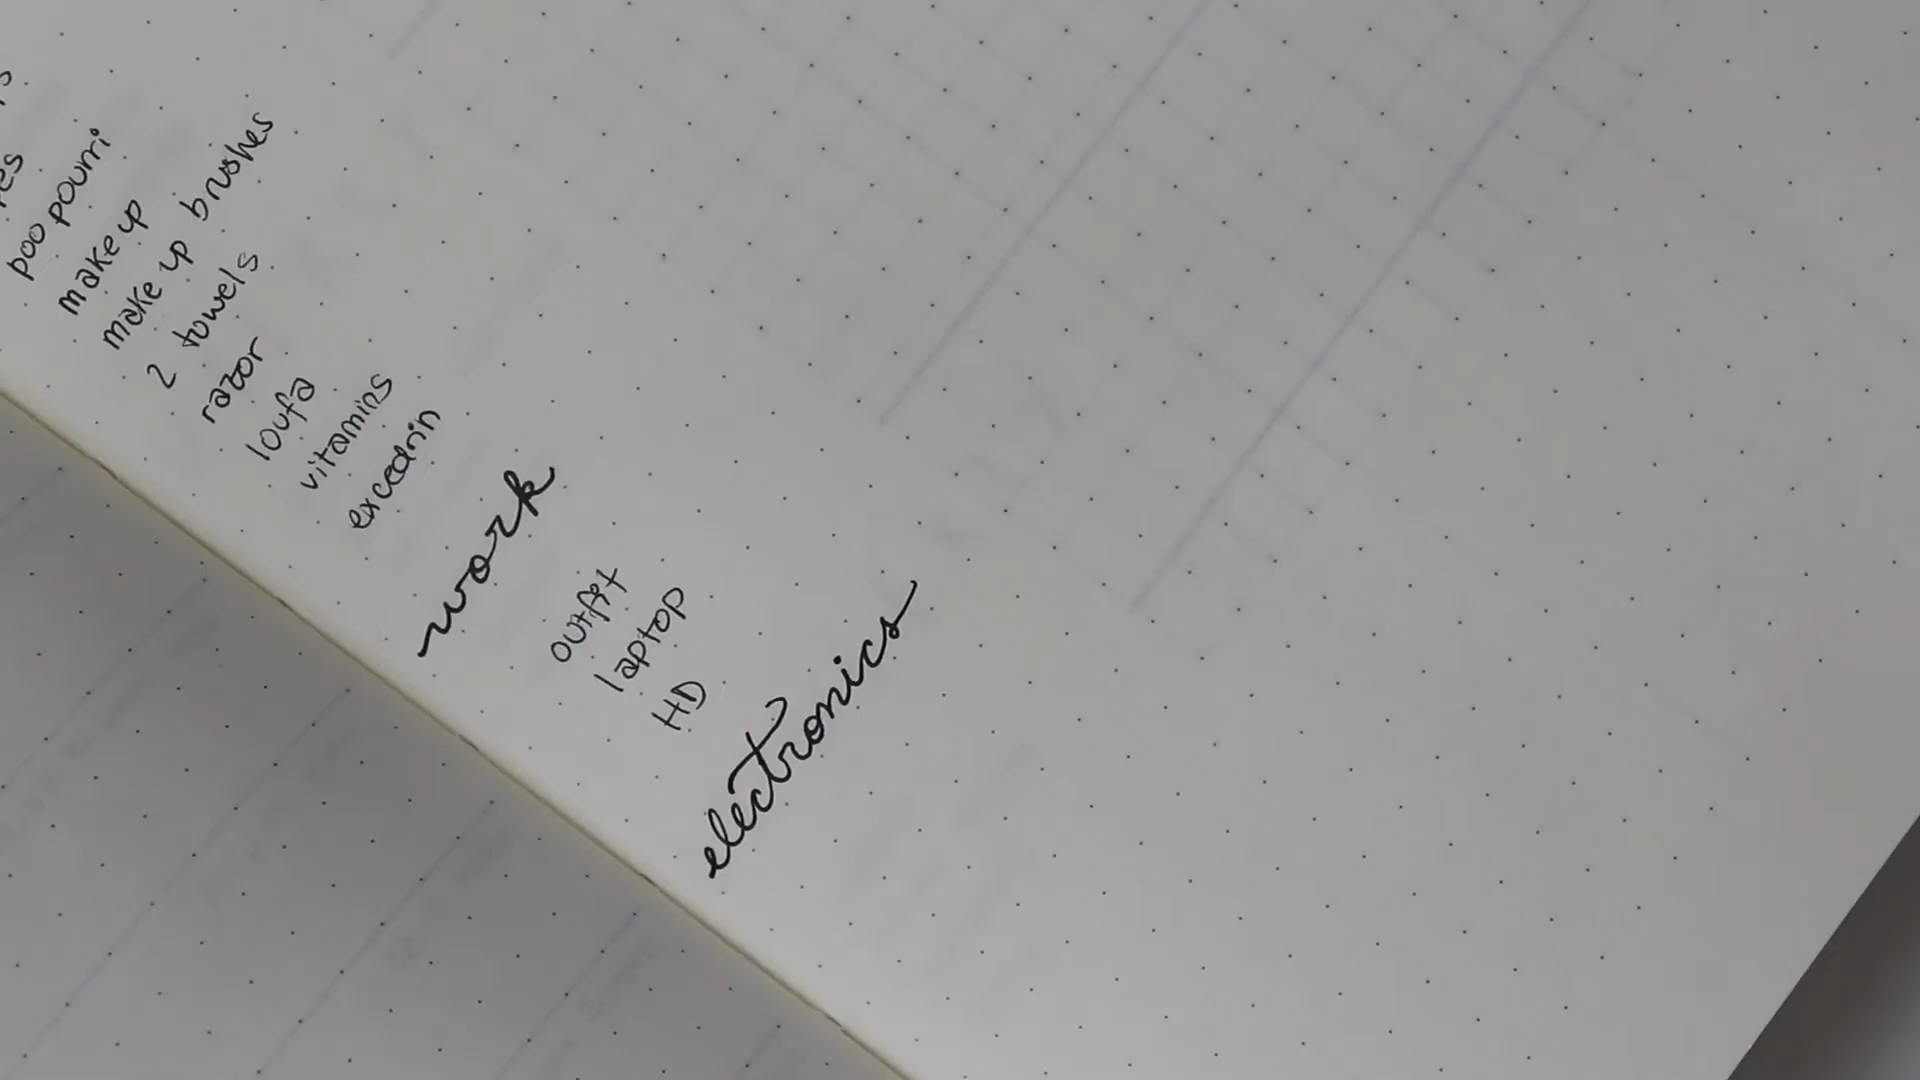 poo pourri
make up
make up brushes
2 towels
razor
loufa
vitamins
excedrin
work
outfit
laptop
HD
electronics